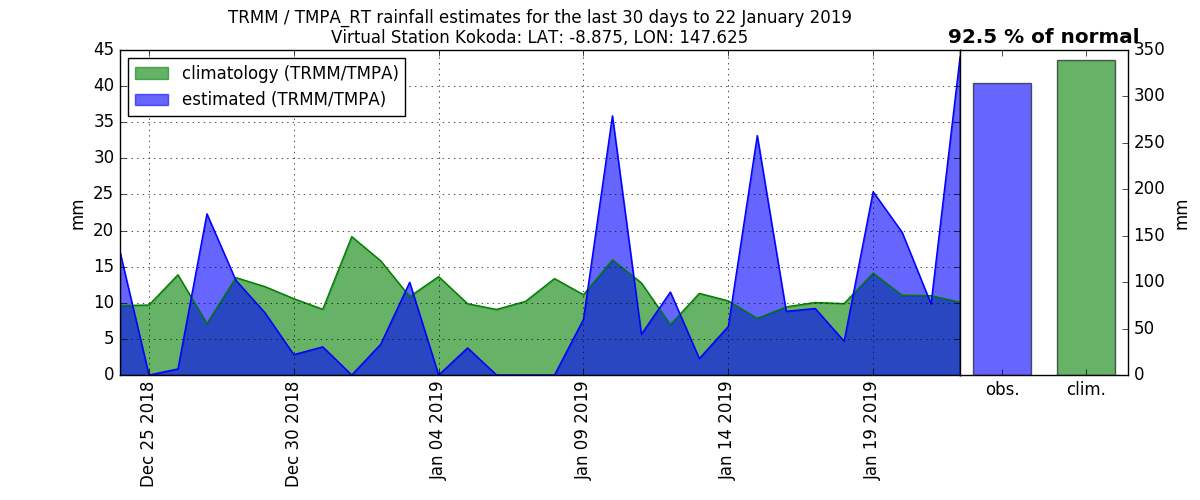 TRMM / TMPA_RT rainfall estimates for the last 30 days to 22 January 2019
Virtual Station Kokoda: LAT: -8.875, LON: 147.625
92.5 % of normal
climatology (TRMM/TMPA)
estimated (TRMM/TMPA)
mm
45
40
35
30
25
20
15
10
5
0
Dec 25 2018
Dec 30 2018
Jan 04 2019
Jan 09 2019
Jan 14 2019
Jan 19 2019
obs.
clim.
350
300
250
200
150
100
50
0
mm